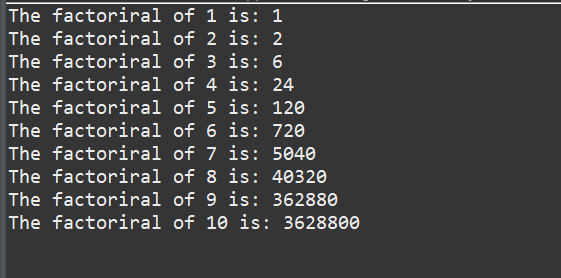 The factoriral of 1 is: 1
The factoriral of 2 is: 2
The factoriral of 3 is: 6
The factoriral of 4 is: 24
The factoriral of 5 is: 120
The factoriral of 6 is: 720
The factoriral of 7 is: 5040
The factoriral of 8 is: 40320
The factoriral of 9 is: 362880
The factoriral of 10 is: 3628800